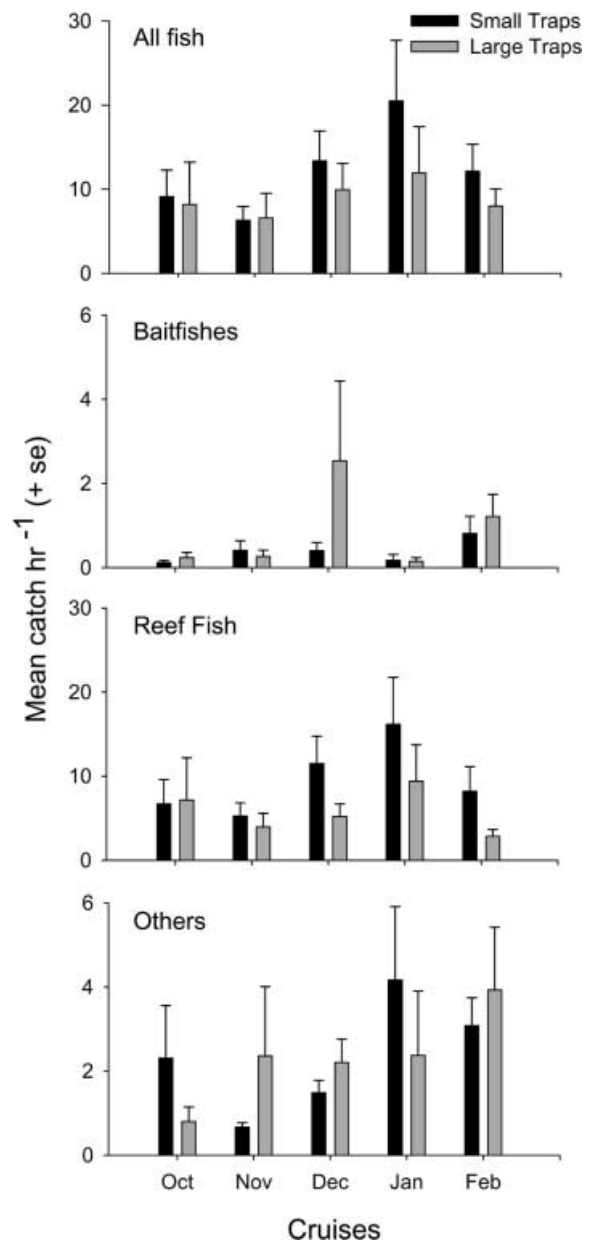 Small Traps
Large Traps
All fish
30
20
10
0
Baitfishes
6
4
2
0
Mean catch hr⁻¹ (+ se)
Reef Fish
30
20
10
0
Others
6
4
2
0
Oct Nov Dec Jan Feb
Cruises